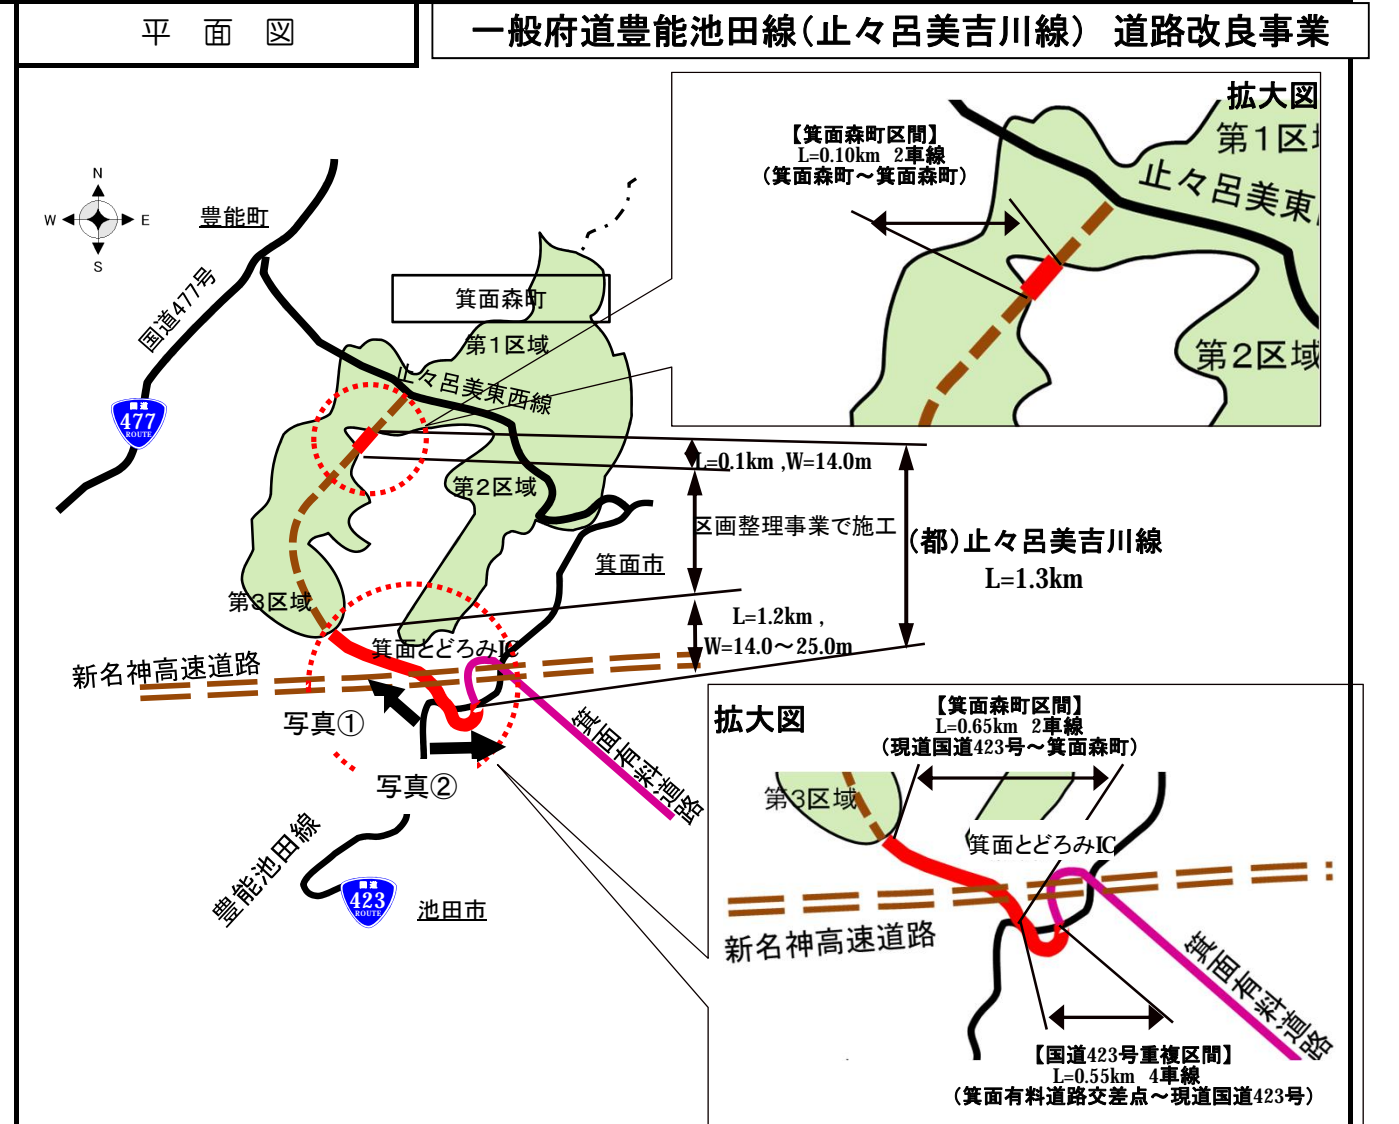 平面図
一般府道豊能池田線(止々呂美吉川線) 道路改良事業
拡大図
【箕面森町区間】
L=0.10km 2車線
(箕面森町～箕面森町)
第1区
止々呂美東
第2区域
N
W
E
S
豊能町
国道477号
国道
477
ROUTE
箕面森町
第1区域
止々呂美東西線
第2区域
第3区域
L=0.1km ,W=14.0m
区画整理事業で施工
(都)止々呂美吉川線
L=1.3km
箕面市
L=1.2km ,
W=14.0～25.0m
箕面とどろみIC
新名神高速道路
写真①
写真②
箕面有料道路
豊能池田線
国道
423
ROUTE
池田市
拡大図
【箕面森町区間】
L=0.65km 2車線
(現道国道423号～箕面森町)
第3区域
箕面とどろみIC
新名神高速道路
箕面有料道路
【国道423号重複区間】
L=0.55km 4車線
(箕面有料道路交差点～現道国道423号)